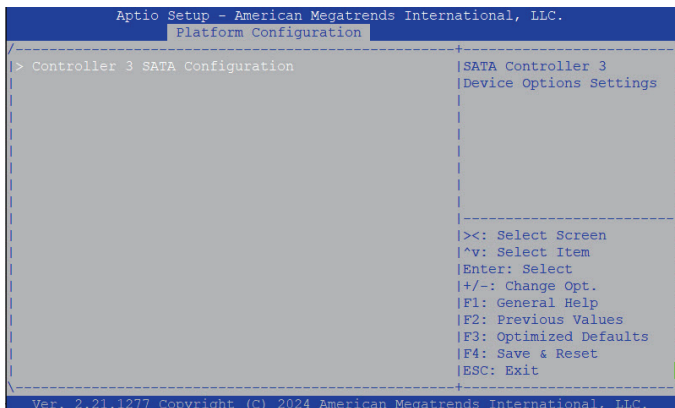 Aptio Setup - American Megatrends International, LLC.
Platform Configuration
> Controller 3 SATA Configuration
SATA Controller 3
Device Options Settings
><: Select Screen
^v: Select Item
Enter: Select
+/-: Change Opt.
F1: General Help
F2: Previous Values
F3: Optimized Defaults
F4: Save & Reset
ESC: Exit
Ver. 2.21.1277 Copyright (C) 2024 American Megatrends International, LLC.